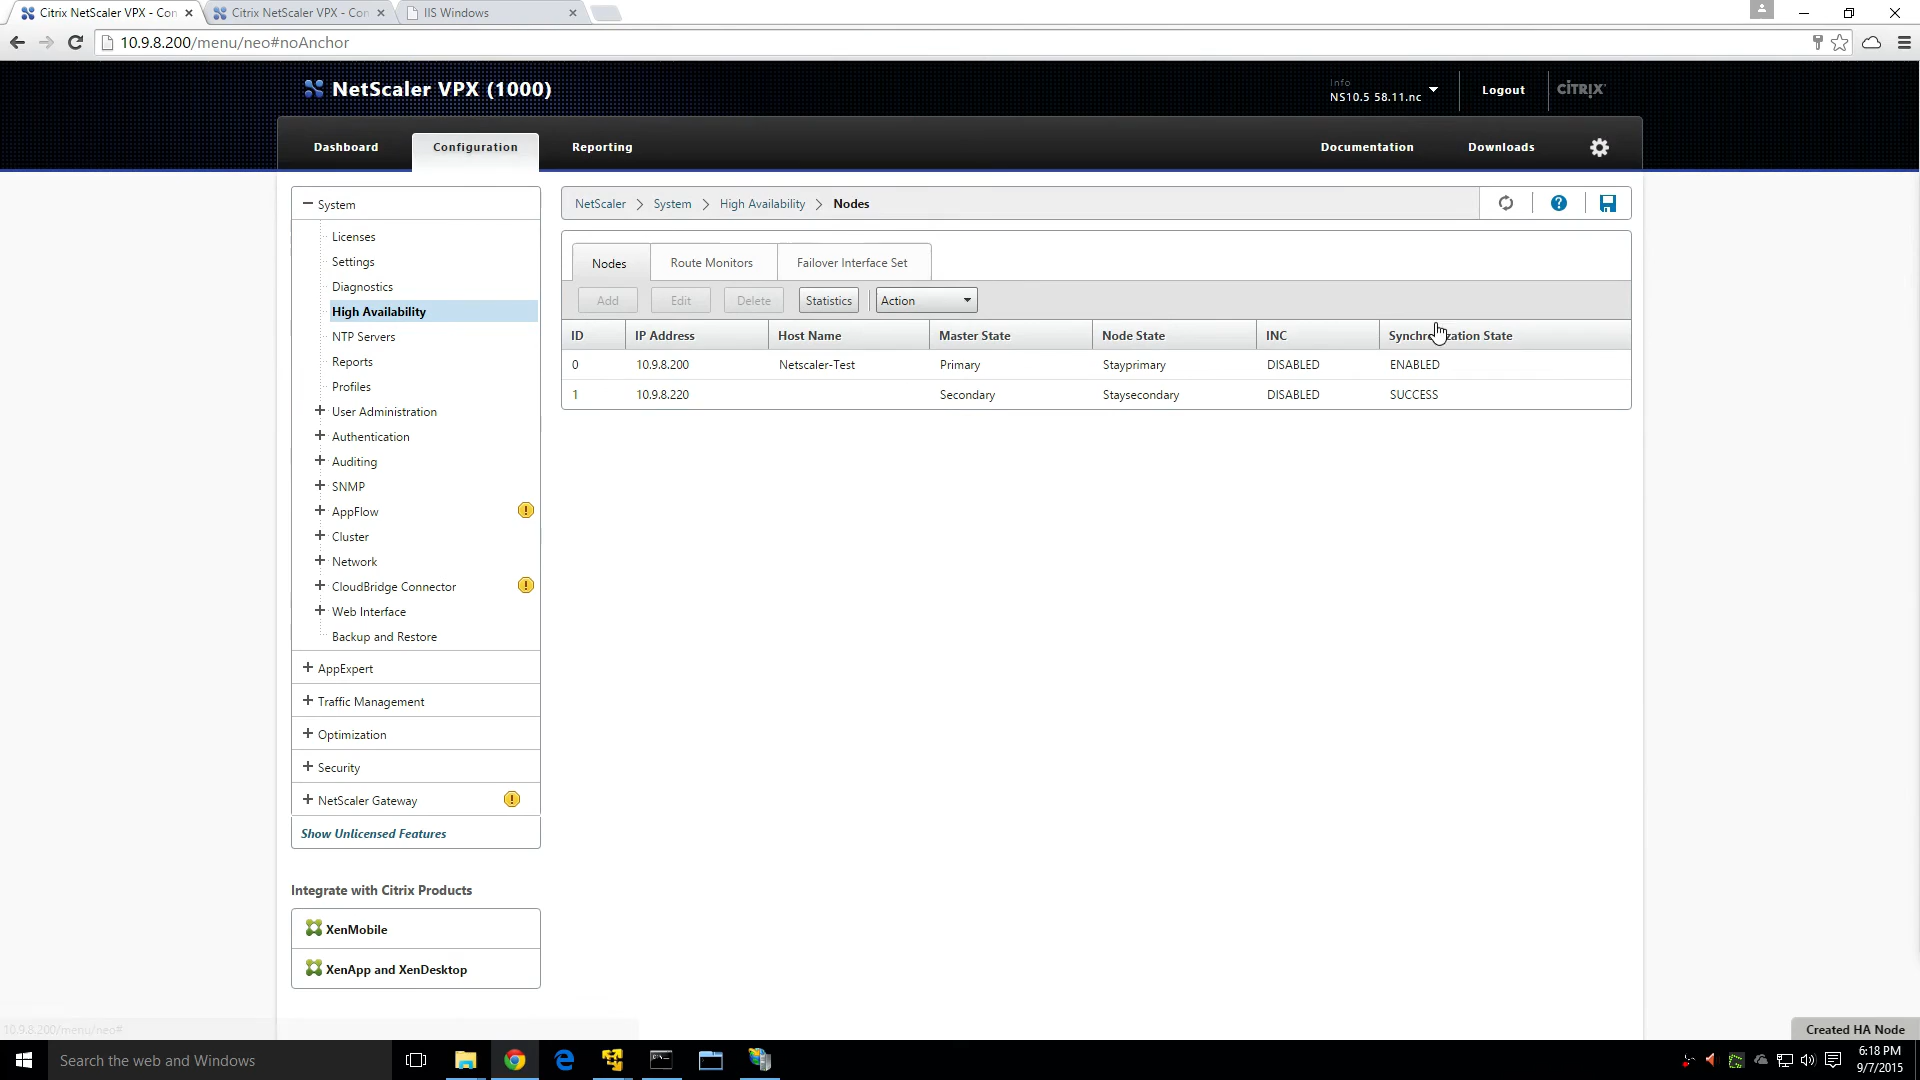 Citrix NetScaler VPX - Con
Citrix NetScaler VPX - Con
IIS Windows
10.9.8.200/menu/neo#noAnchor
NetScaler VPX (1000)
Info
NS10.5 58.11.nc
Logout
CITRIX
Dashboard
Configuration
Reporting
Documentation
Downloads
System
Licenses
Settings
Diagnostics
High Availability
NTP Servers
Reports
Profiles
User Administration
Authentication
Auditing
SNMP
AppFlow
Cluster
Network
CloudBridge Connector
Web Interface
Backup and Restore
AppExpert
Traffic Management
Optimization
Security
NetScaler Gateway
Show Unlicensed Features
Integrate with Citrix Products
XenMobile
XenApp and XenDesktop
NetScaler > System > High Availability > Nodes
Nodes Route Monitors Failover Interface Set
Add Edit Delete Statistics Action
ID IP Address Host Name Master State Node State INC Synchronization State
0 10.9.8.200 Netscaler-Test Primary Stayprimary DISABLED ENABLED
1 10.9.8.220 Secondary Staysecondary DISABLED SUCCESS
10.9.8.200/menu/neo#
Created HA Node
Search the web and Windows
6:18 PM
9/7/2015